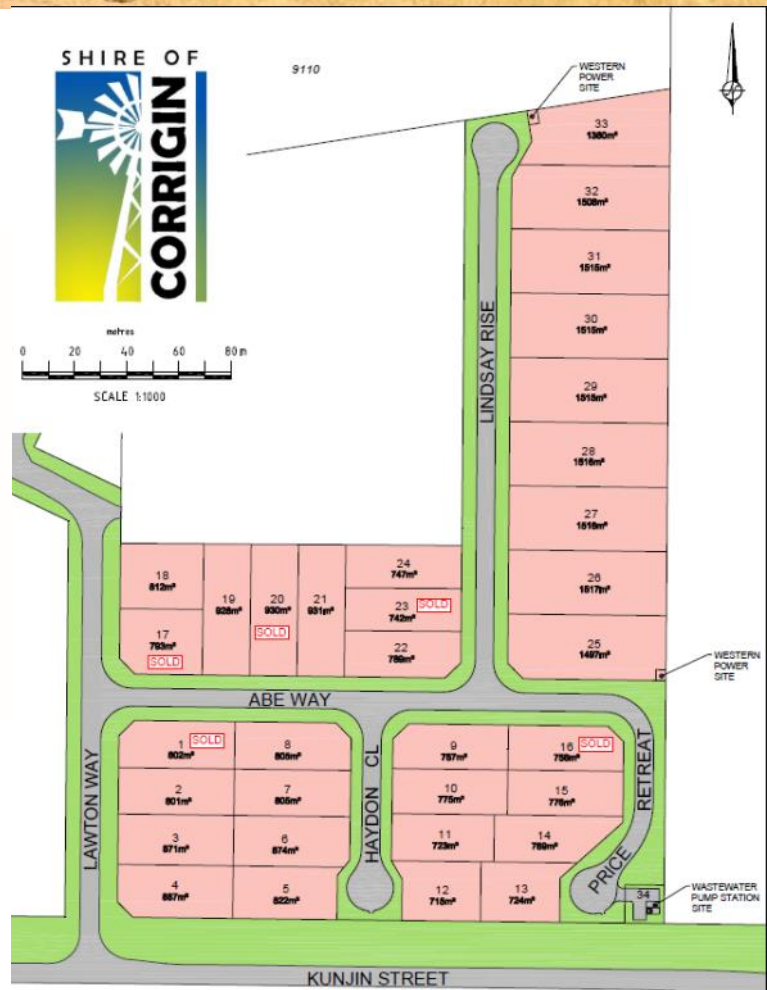 SHIRE OF
CORRIGIN
9110
WESTERN
POWER
SITE
metres
0 20 40 60 80m
SCALE 1:1000
33
1380m²
32
1508m²
31
1515m²
30
1515m²
29
1515m²
28
1516m²
27
1516m²
26
1517m²
25
1497m²
WESTERN
POWER
SITE
LINDSAY RISE
18
812m²
17
793m²
SOLD
19
928m²
20
930m²
SOLD
21
931m²
24
747m²
23 SOLD
742m²
22
789m²
ABE WAY
LAWTON WAY
1 SOLD
802m²
8
805m²
2
801m²
7
805m²
3
871m²
6
874m²
4
857m²
5
822m²
HAYDON CL
9
757m²
16 SOLD
758m²
10
775m²
15
776m²
11
723m²
14
789m²
12
715m²
13
724m²
PRICE RETREAT
34
WASTEWATER
PUMP STATION
SITE
KUNJIN STREET